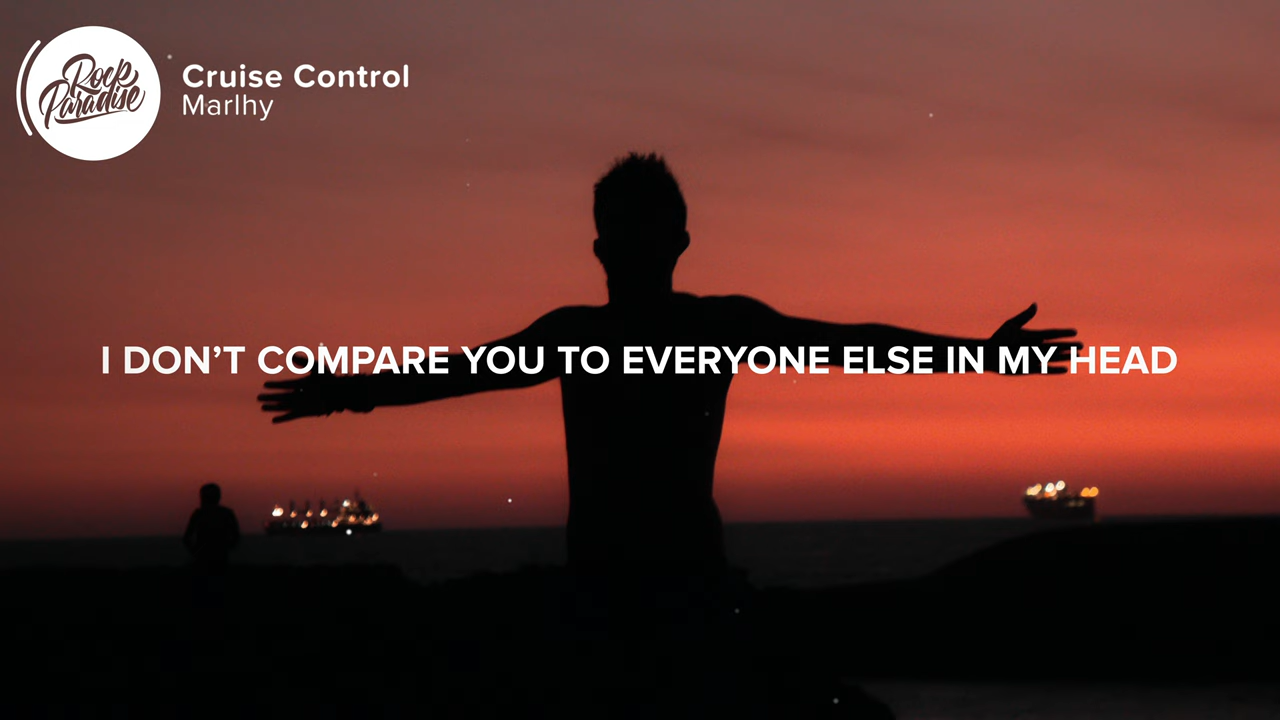 Rock
Paradise
Cruise Control
Marlhy
I DON'T COMPARE YOU TO EVERYONE ELSE IN MY HEAD